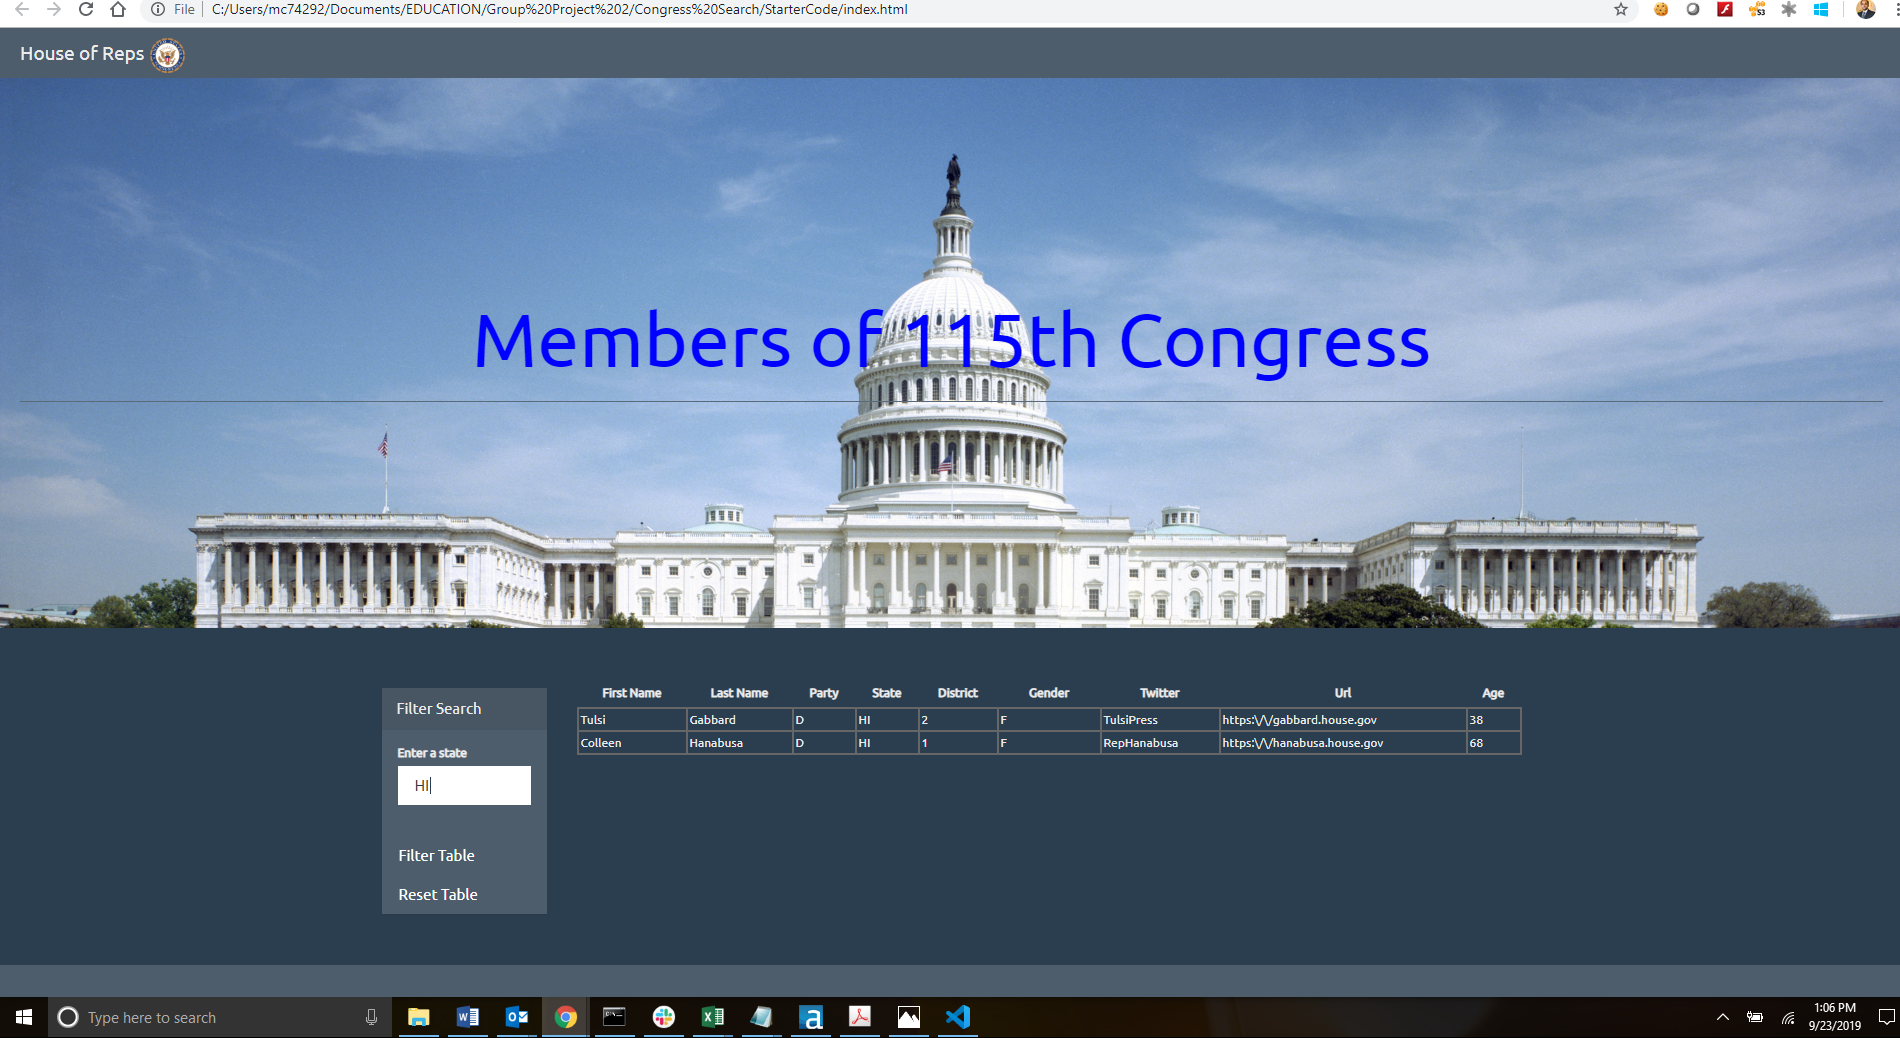 File C:/Users/mc74292/Documents/EDUCATION/Group%20Project%202/Congress%20Search/StarterCode/index.html
House of Reps
Members of 115th Congress
Filter Search
Enter a state
HI
Filter Table
Reset Table
First Name Last Name Party State District Gender Twitter Url Age
Tulsi Gabbard D HI 2 F TulsiPress https:\/\/gabbard.house.gov 38
Colleen Hanabusa D HI 1 F RepHanabusa https:\/\/hanabusa.house.gov 68
Type here to search
1:06 PM
9/23/2019